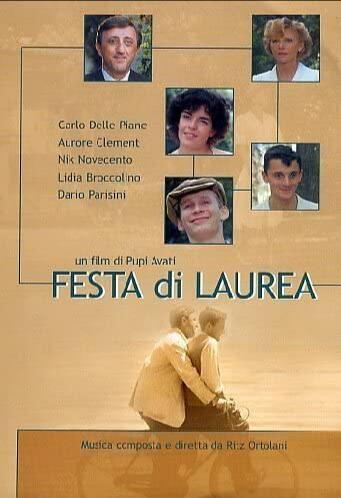 Carlo Delle Piane
Aurore Clement
Nik Novecento
Lidia Broccolino
Dario Parisini
un film di Pupi Avati
FESTA di LAUREA
Musica composta e diretta da Ritz Ortolani